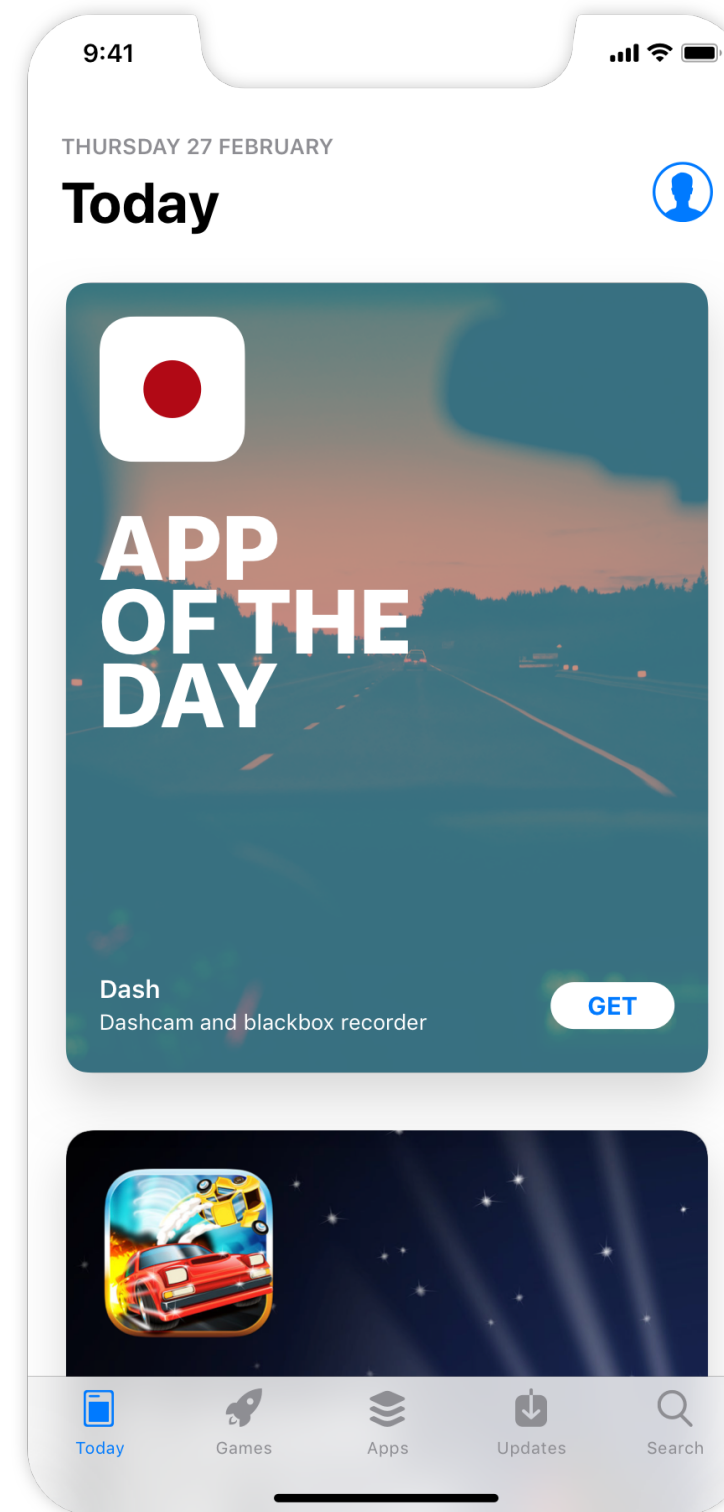 9:41
THURSDAY 27 FEBRUARY
Today
APP
OF THE
DAY
Dash
Dashcam and blackbox recorder
GET
Today
Games
Apps
Updates
Search